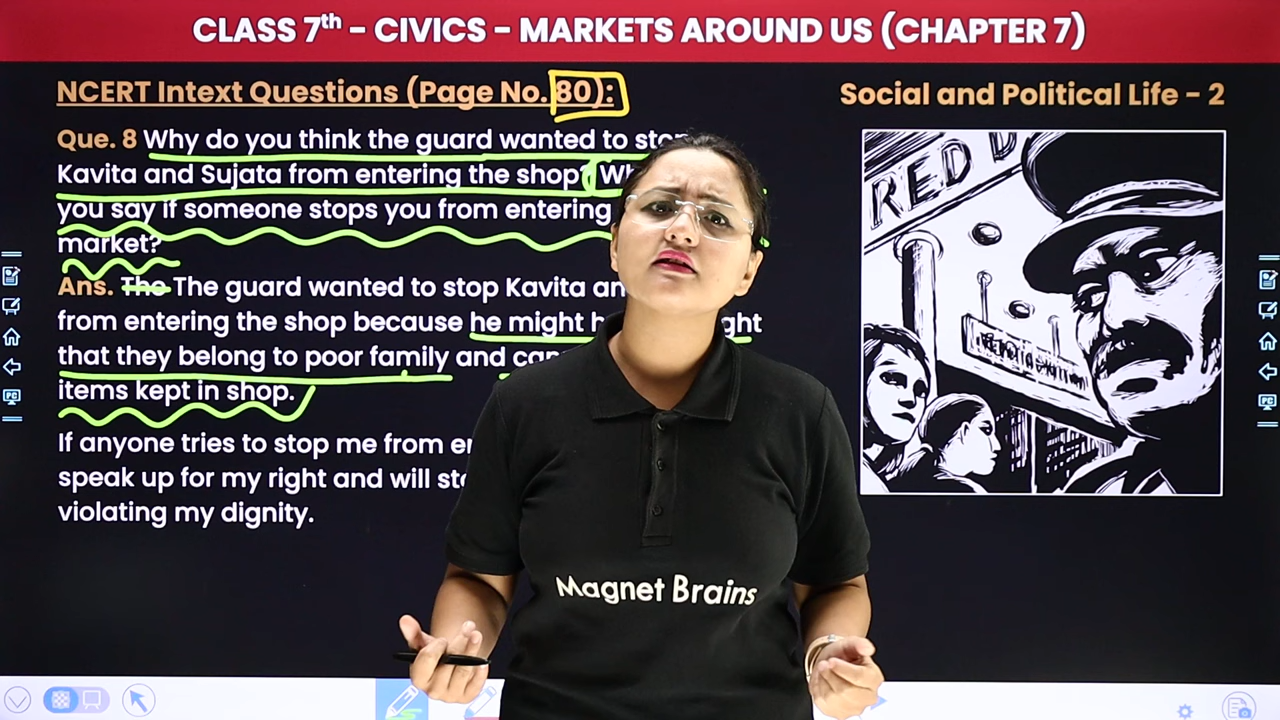 CLASS 7th - CIVICS - MARKETS AROUND US (CHAPTER 7)
NCERT Intext Questions (Page No. 80):
Social and Political Life - 2
Que. 8 Why do you think the guard wanted to
Kavita and Sujata from entering the shop?
you say if someone stops you from entering
market?
Ans. The The guard wanted to stop Kavita
from entering the shop because he might
that they belong to poor family and
items kept in shop.
If anyone tries to stop me from
speak up for my right and will
violating my dignity.
RED
Magnet Brains
PC
PC